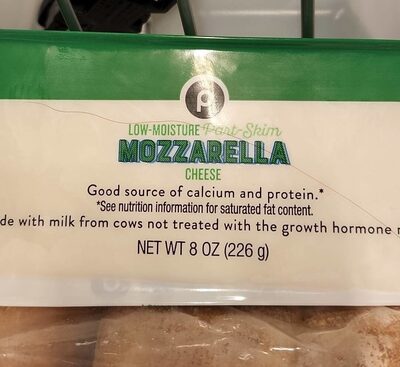 P
LOW-MOISTURE Part-Skim
MOZZARELLA
CHEESE
Good source of calcium and protein.*
*See nutrition information for saturated fat content.
de with milk from cows not treated with the growth hormone r
NET WT 8 OZ (226 g)